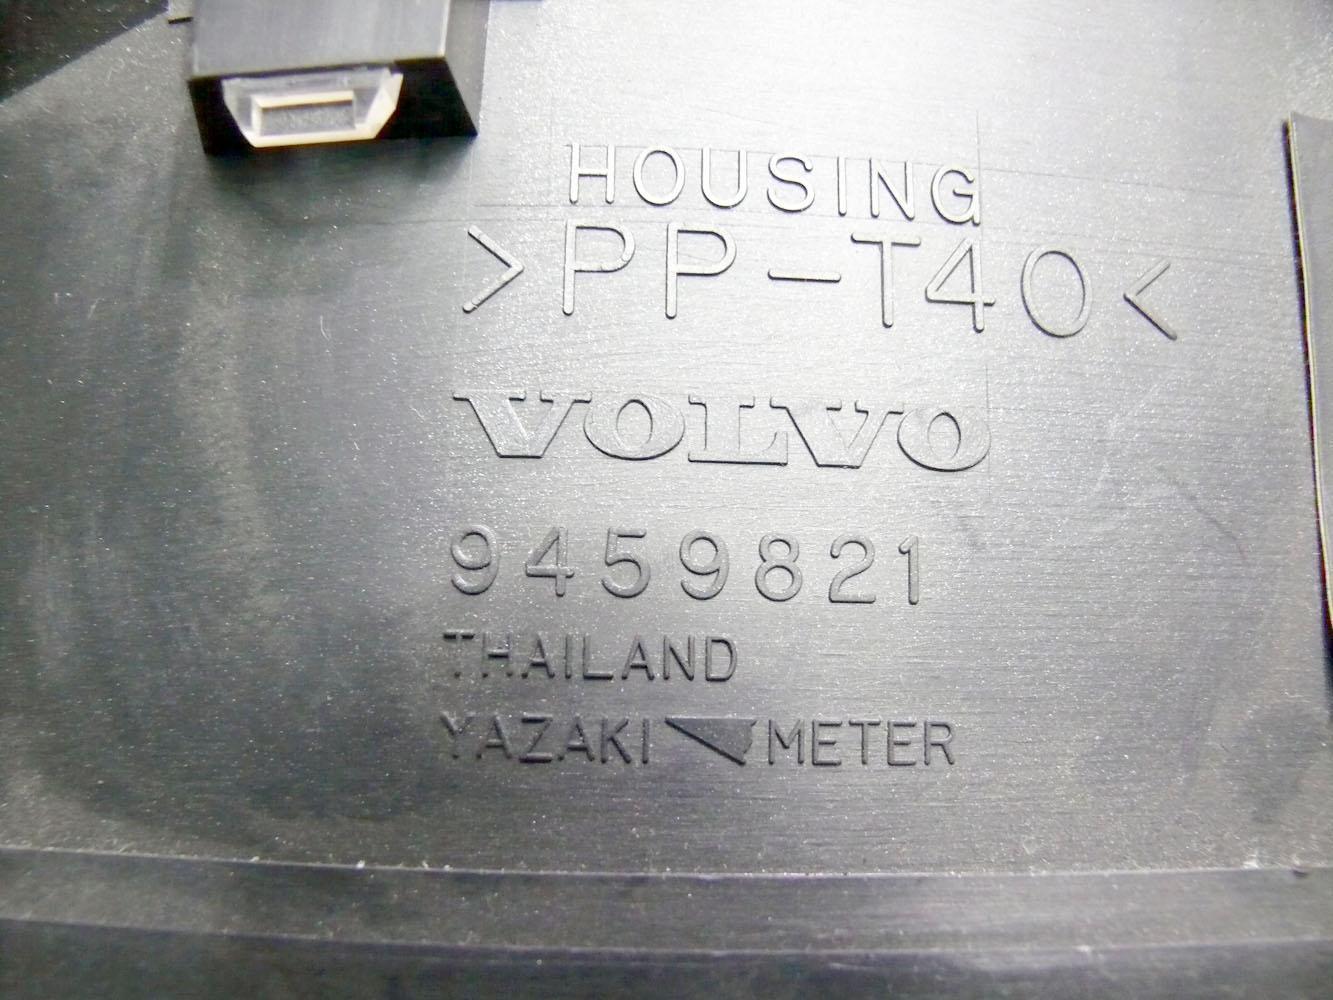 HOUSING
>PP-T40<
VOLVO
9459821
THAILAND
YAZAKI METER